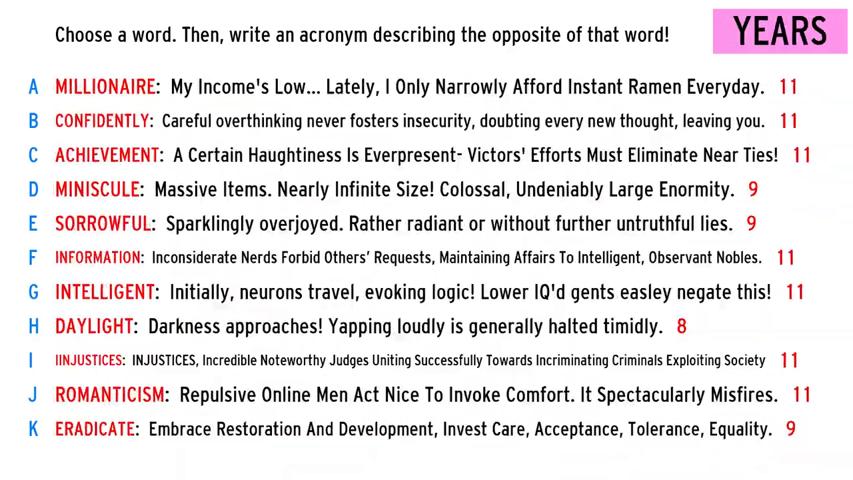 Choose a word. Then, write an acronym describing the opposite of that word!
YEARS
A MILLIONAIRE: My Income's Low... Lately, I Only Narrowly Afford Instant Ramen Everyday. 11
B CONFIDENTLY: Careful overthinking never fosters insecurity, doubting every new thought, leaving you. 11
C ACHIEVEMENT: A Certain Haughtiness Is Everpresent- Victors' Efforts Must Eliminate Near Ties! 11
D MINISCULE: Massive Items. Nearly Infinite Size! Colossal, Undeniably Large Enormity. 9
E SORROWFUL: Sparklingly overjoyed. Rather radiant or without further untruthful lies. 9
F INFORMATION: Inconsiderate Nerds Forbid Others' Requests, Maintaining Affairs To Intelligent, Observant Nobles. 11
G INTELLIGENT: Initially, neurons travel, evoking logic! Lower IQ'd gents easley negate this! 11
H DAYLIGHT: Darkness approaches! Yapping loudly is generally halted timidly. 8
I IINJUSTICES: INJUSTICES, Incredible Noteworthy Judges Uniting Successfully Towards Incriminating Criminals Exploiting Society 11
J ROMANTICISM: Repulsive Online Men Act Nice To Invoke Comfort. It Spectacularly Misfires. 11
K ERADICATE: Embrace Restoration And Development, Invest Care, Acceptance, Tolerance, Equality. 9